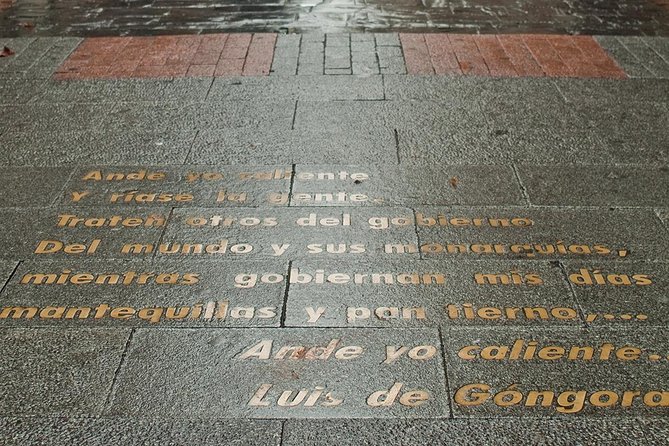 Ande yo caliente
Y ríase la gente.
Traten otros del gobierno
Del mundo y sus monarquías,
mientras gobiernan mis días
mantequillas y pan tierno,...
Ande yo caliente.
Luis de Góngora